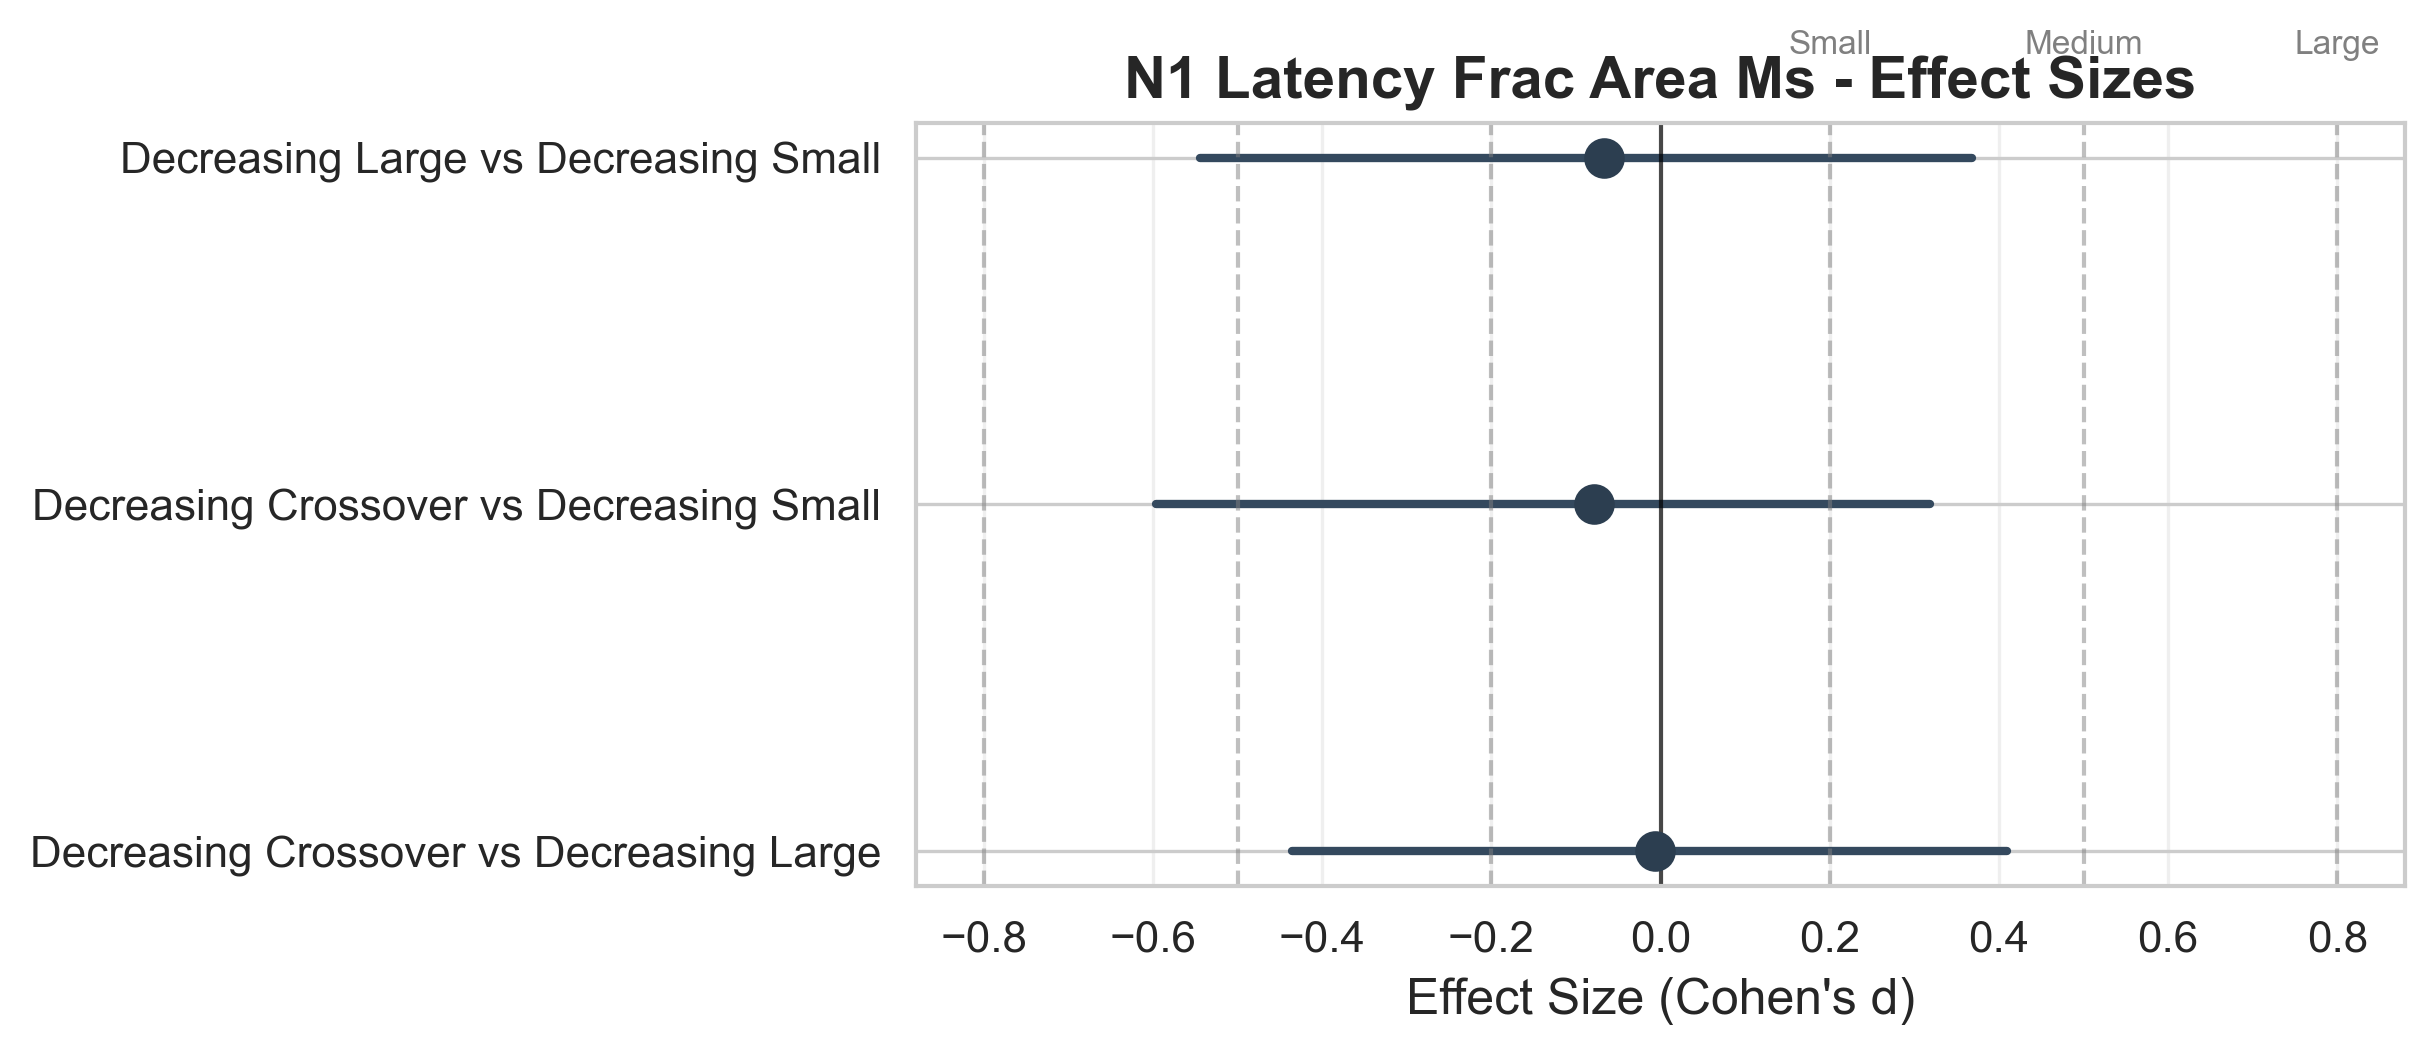 Small Medium Large
N1 Latency Frac Area Ms - Effect Sizes
Decreasing Large vs Decreasing Small
Decreasing Crossover vs Decreasing Small
Decreasing Crossover vs Decreasing Large
−0.8 −0.6 −0.4 −0.2 0.0 0.2 0.4 0.6 0.8
Effect Size (Cohen's d)